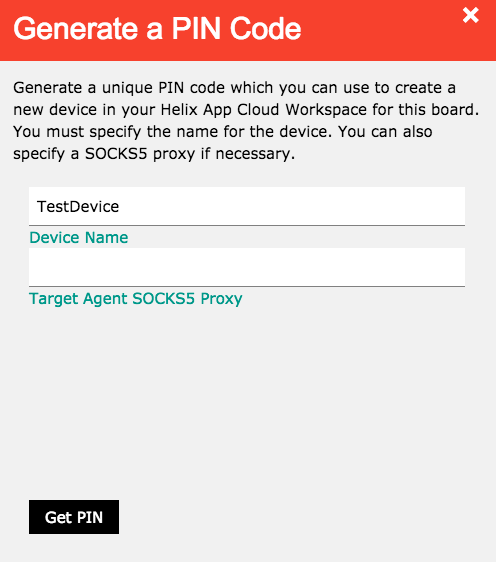 Generate a PIN Code
Generate a unique PIN code which you can use to create a
new device in your Helix App Cloud Workspace for this board.
You must specify the name for the device. You can also
specify a SOCKS5 proxy if necessary.
TestDevice
Device Name
Target Agent SOCKS5 Proxy
Get PIN